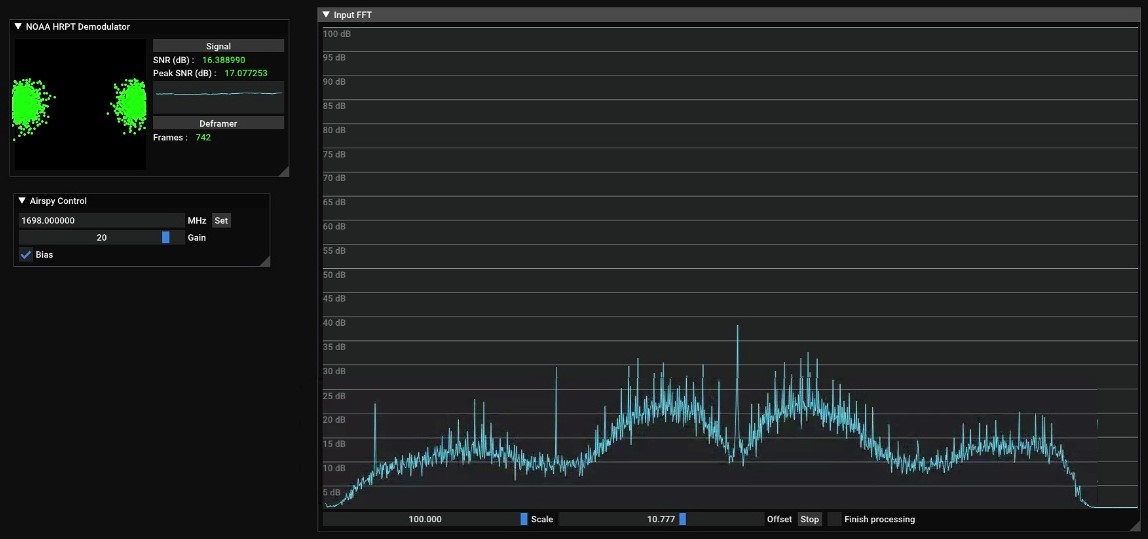 NOAA HRPT Demodulator
Signal
SNR (dB) : 16.388990
Peak SNR (dB) : 17.077253
Deframer
Frames : 742
Airspy Control
1698.000000 MHz Set
20 Gain
Bias
Input FFT
100 dB
95 dB
90 dB
85 dB
80 dB
75 dB
70 dB
65 dB
60 dB
55 dB
50 dB
45 dB
40 dB
35 dB
30 dB
25 dB
20 dB
15 dB
10 dB
5 dB
100.000 Scale 10.777 Offset Stop Finish processing